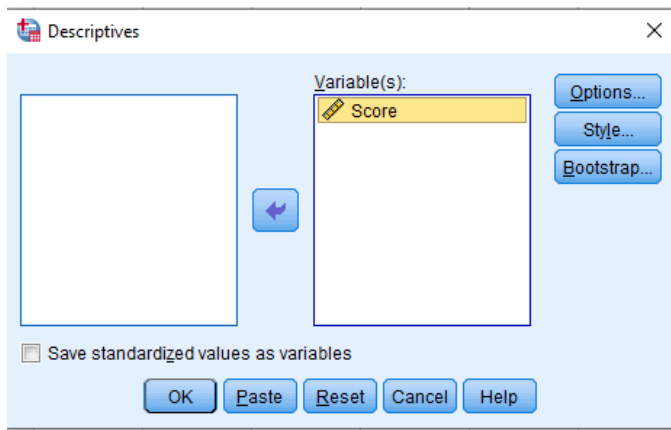 Descriptives
Variable(s):
Score
Options...
Style...
Bootstrap...
Save standardized values as variables
OK Paste Reset Cancel Help